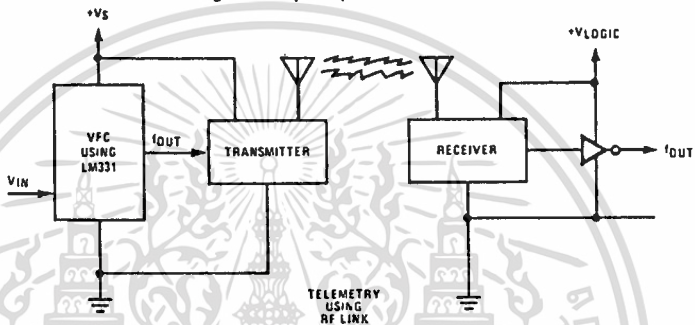 +VS
+VLOGIC
VFC
USING
LM331
fOUT
TRANSMITTER
RECEIVER
fOUT
VIN
TELEMETRY
USING
RF LINK